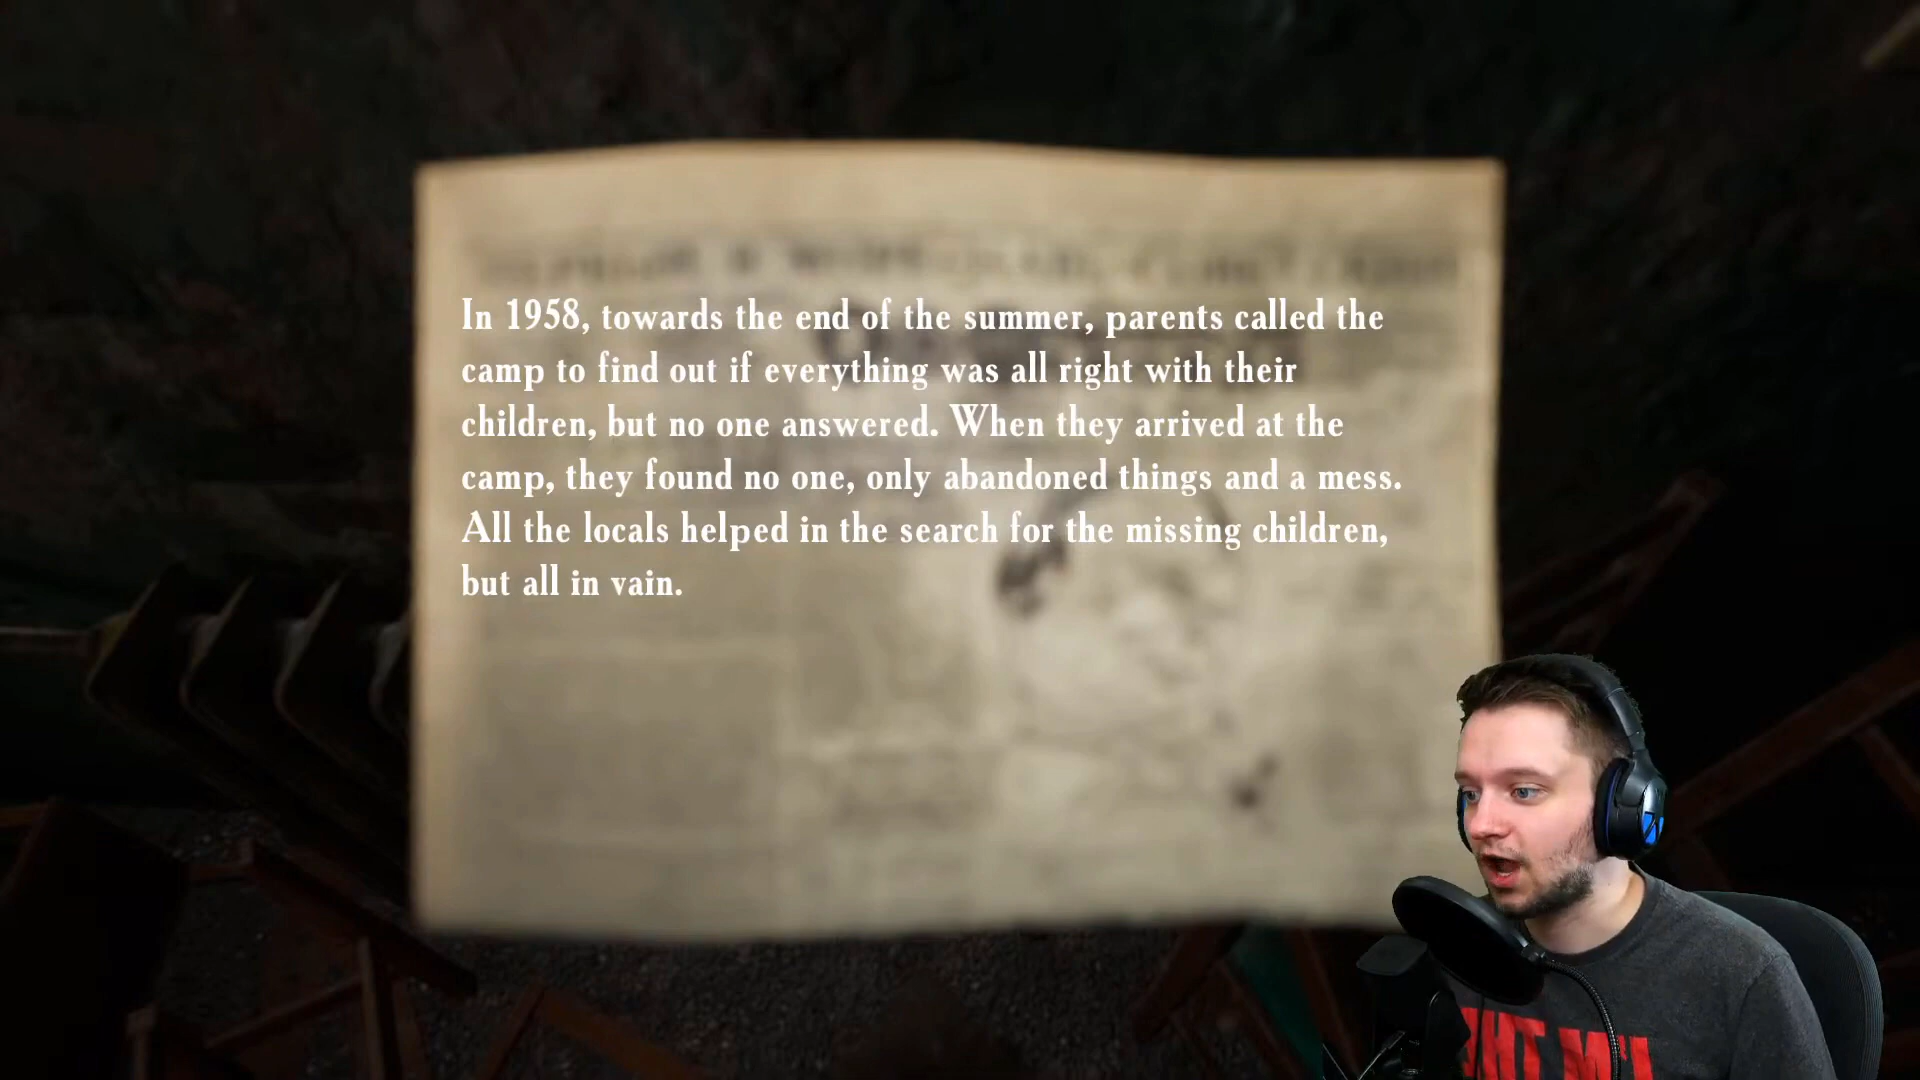 In 1958, towards the end of the summer, parents called the
camp to find out if everything was all right with their
children, but no one answered. When they arrived at the
camp, they found no one, only abandoned things and a mess.
All the locals helped in the search for the missing children,
but all in vain.